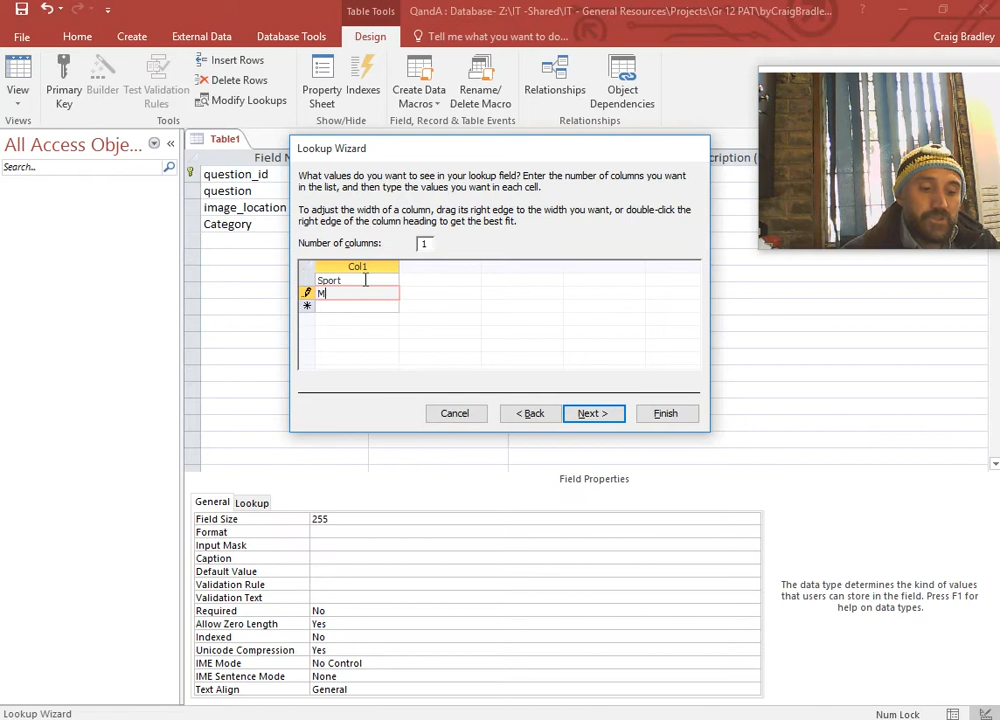 Table Tools
QandA : Database- Z:\IT -Shared\IT - General Resources\Projects\Gr 12 PAT\byCraigBradle...
File
Home
Create
External Data
Database Tools
Design
Tell me what you want to do...
Craig Bradley
View
Primary Key
Builder
Test Validation Rules
Insert Rows
Delete Rows
Modify Lookups
Property Sheet
Indexes
Create Data Macros
Rename/ Delete Macro
Relationships
Object Dependencies
Views
Tools
Show/Hide
Field, Record & Table Events
Relationships
All Access Obje...
Search...
Table1
Field N
cription (
question_id
question
image_location
Category
Lookup Wizard
What values do you want to see in your lookup field? Enter the number of columns you want
in the list, and then type the values you want in each cell.
To adjust the width of a column, drag its right edge to the width you want, or double-click the
right edge of the column heading to get the best fit.
Number of columns: 1
Col1
Sport
M
Cancel
< Back
Next >
Finish
Field Properties
General Lookup
Field Size 255
Format
Input Mask
Caption
Default Value
Validation Rule
Validation Text
Required No
Allow Zero Length Yes
Indexed No
Unicode Compression Yes
IME Mode No Control
IME Sentence Mode None
Text Align General
The data type determines the kind of values
that users can store in the field. Press F1 for
help on data types.
Lookup Wizard
Num Lock